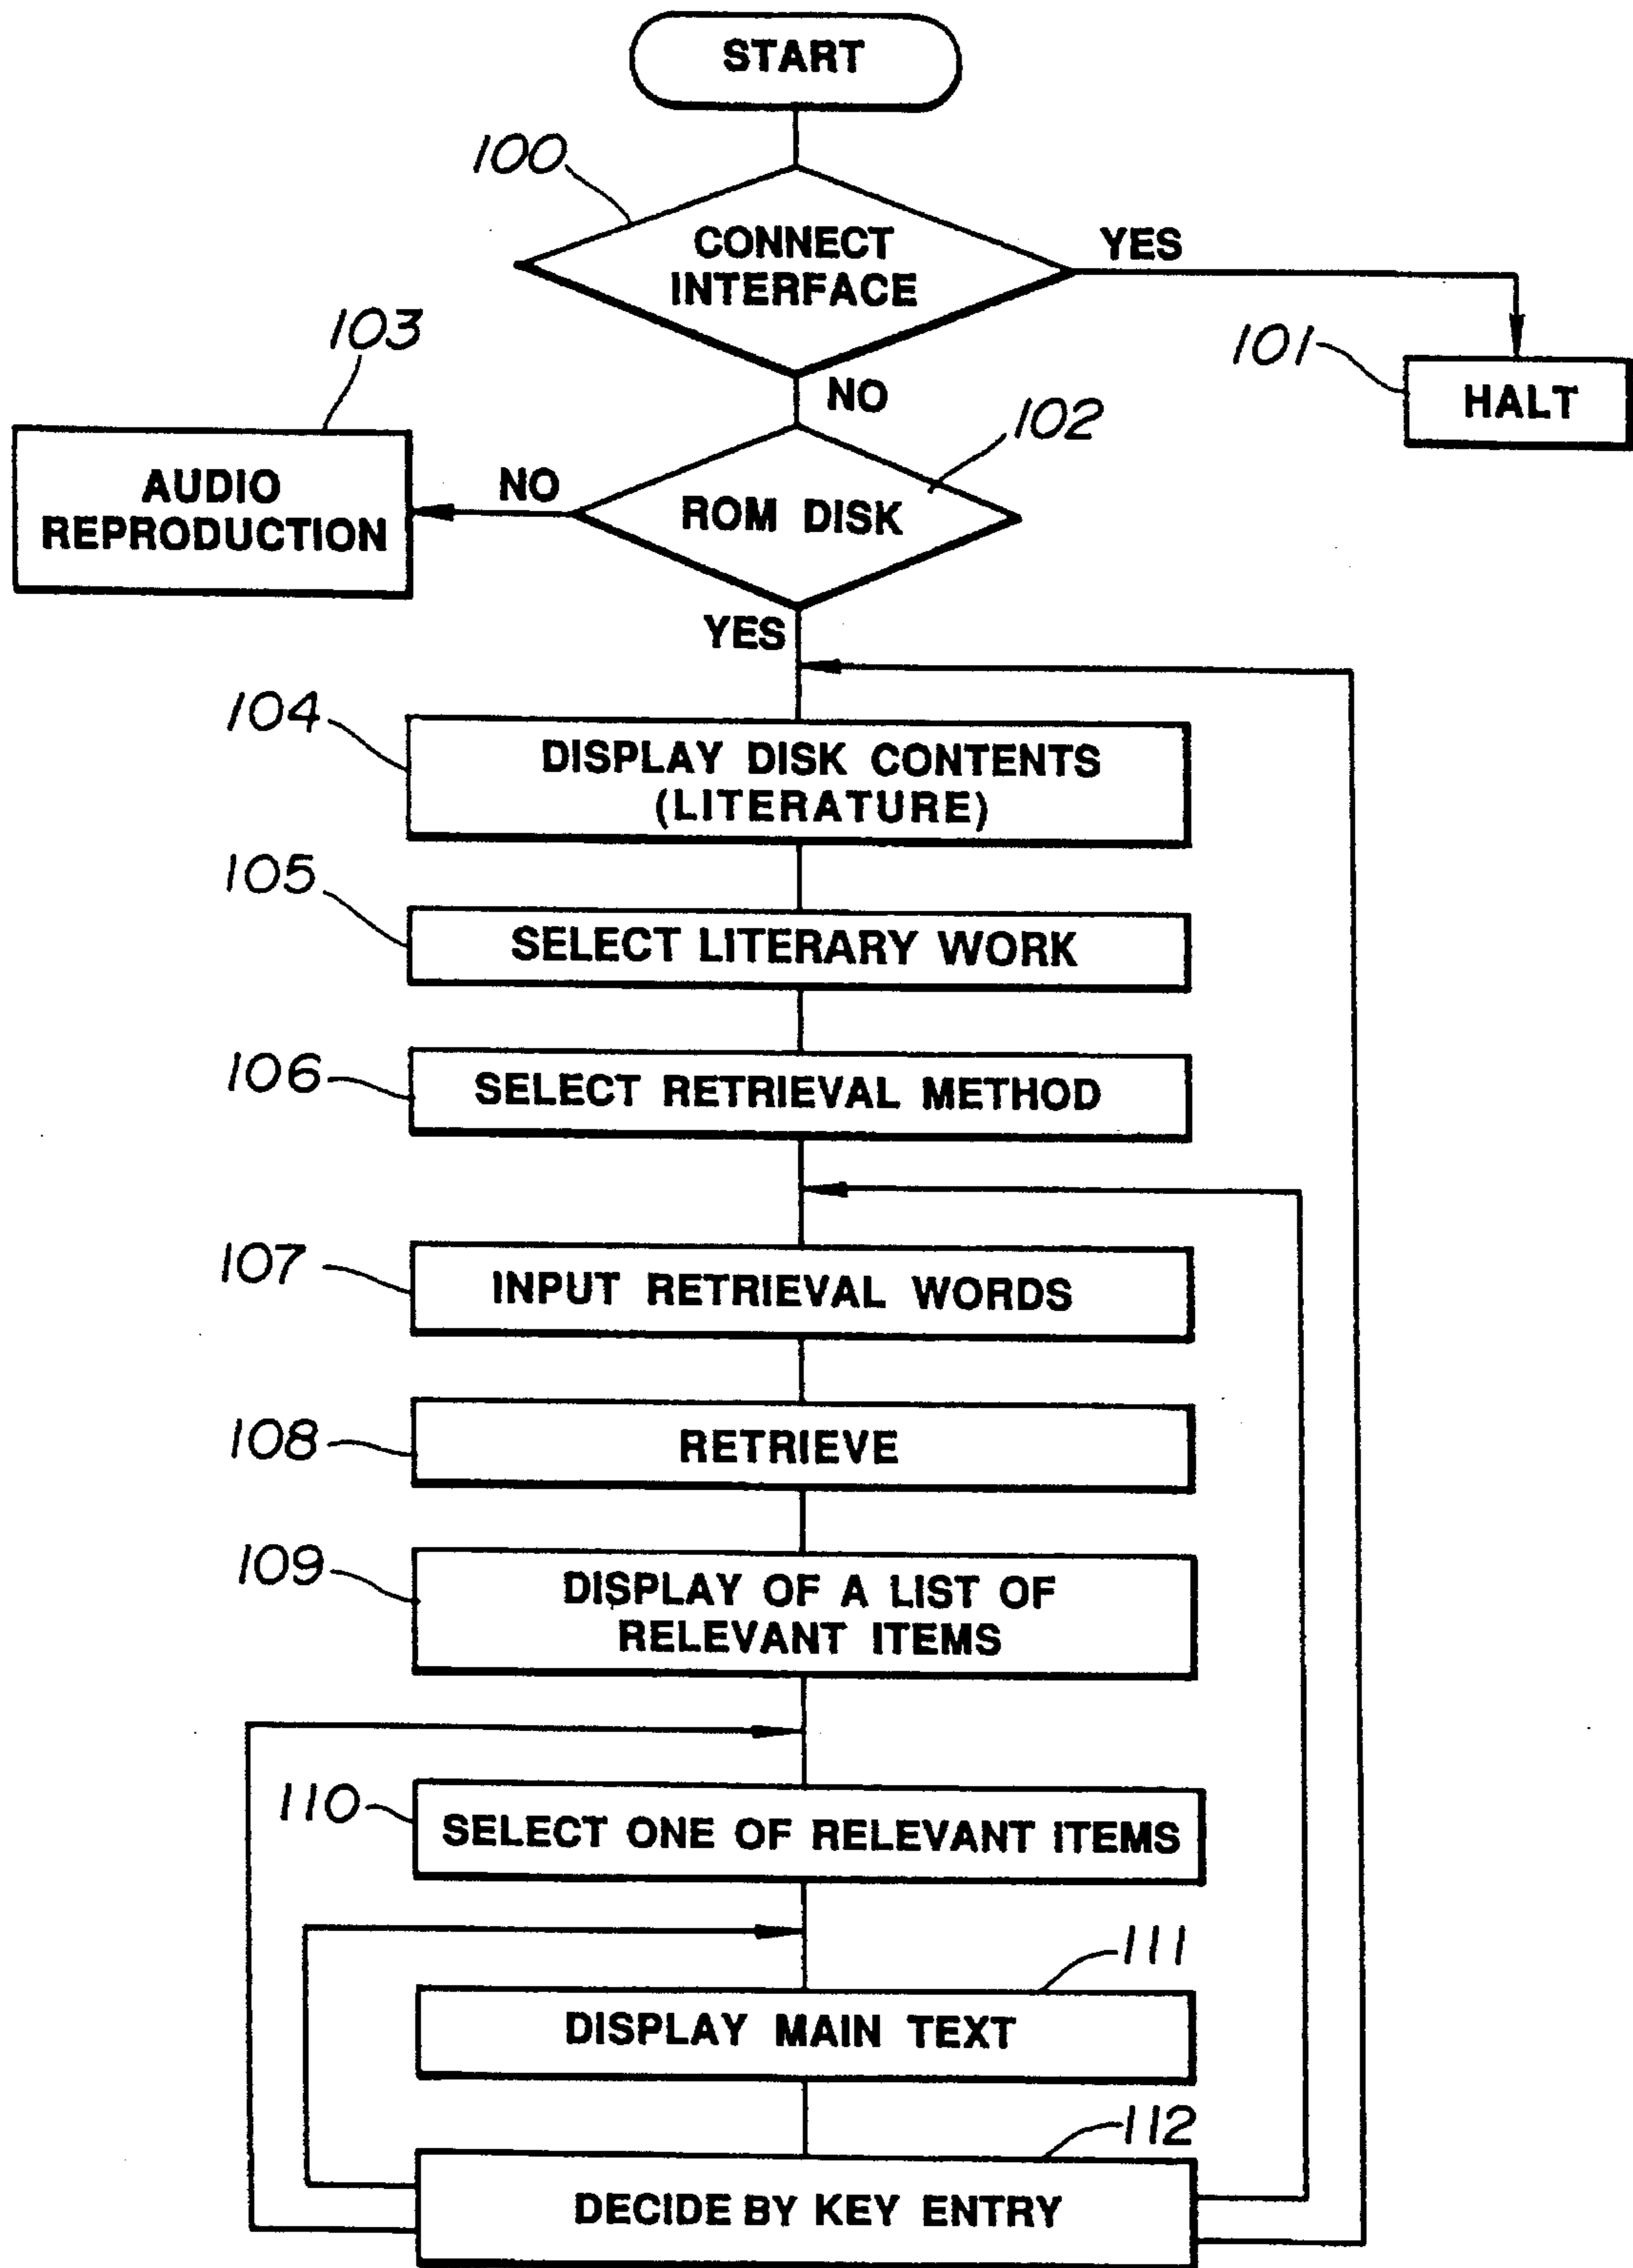 START
100
CONNECT
INTERFACE
YES
101
HALT
NO
102
ROM DISK
NO
103
AUDIO
REPRODUCTION
YES
104
DISPLAY DISK CONTENTS
(LITERATURE)
105
SELECT LITERARY WORK
106
SELECT RETRIEVAL METHOD
107
INPUT RETRIEVAL WORDS
108
RETRIEVE
109
DISPLAY OF A LIST OF
RELEVANT ITEMS
110
SELECT ONE OF RELEVANT ITEMS
111
DISPLAY MAIN TEXT
112
DECIDE BY KEY ENTRY